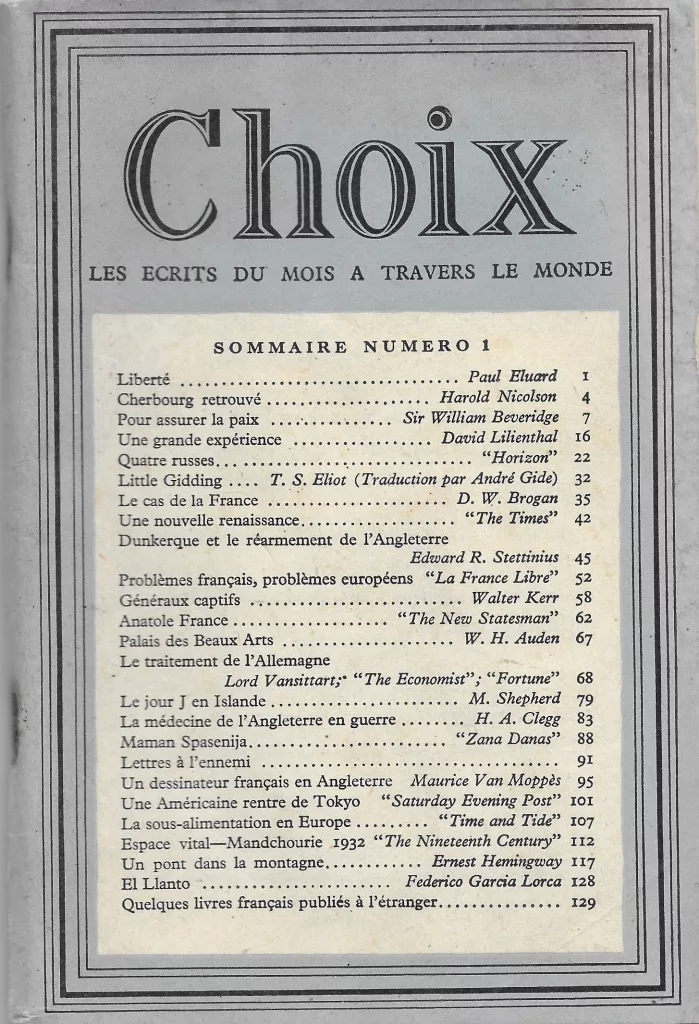 Choix
LES ECRITS DU MOIS A TRAVERS LE MONDE
SOMMAIRE NUMERO 1
Liberté ................................. Paul Eluard 1
Cherbourg retrouvé .................... Harold Nicolson 4
Pour assurer la paix ............... Sir William Beveridge 7
Une grande expérience ................. David Lilienthal 16
Quatre russes.............................. "Horizon" 22
Little Gidding .... T. S. Eliot (Traduction par André Gide) 32
Le cas de la France ..................... D. W. Brogan 35
Une nouvelle renaissance.................. "The Times" 42
Dunkerque et le réarmement de l'Angleterre
Edward R. Stettinius 45
Problèmes français, problèmes européens "La France Libre" 52
Généraux captifs ......................... Walter Kerr 58
Anatole France.................. "The New Statesman" 62
Palais des Beaux Arts .................... W. H. Auden 67
Le traitement de l'Allemagne
Lord Vansittart; "The Economist"; "Fortune" 68
Le jour J en Islande ...................... M. Shepherd 79
La médecine de l'Angleterre en guerre ........ H. A. Clegg 83
Maman Spasenija....................... "Zana Danas" 88
Lettres à l'ennemi ................................... 91
Un dessinateur français en Angleterre Maurice Van Moppès 95
Une Américaine rentre de Tokyo "Saturday Evening Post" 101
La sous-alimentation en Europe ......... "Time and Tide" 107
Espace vital—Mandchourie 1932 "The Nineteenth Century" 112
Un pont dans la montagne........... Ernest Hemingway 117
El Llanto ...................... Federico Garcia Lorca 128
Quelques livres français publiés à l'étranger............... 129